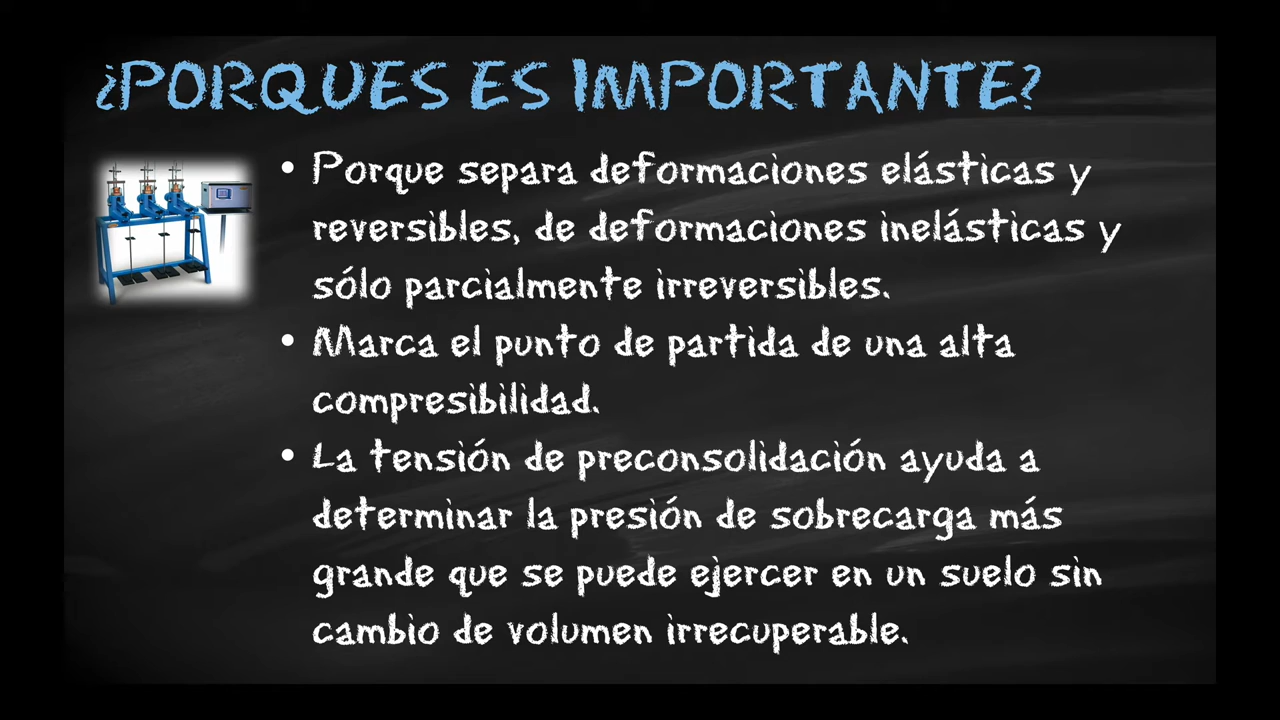 ¿PORQUES ES IMPORTANTE?
• Porque separa deformaciones elásticas y
reversibles, de deformaciones inelásticas y
sólo parcialmente irreversibles.
• Marca el punto de partida de una alta
compresibilidad.
• La tensión de preconsolidación ayuda a
determinar la presión de sobrecarga más
grande que se puede ejercer en un suelo sin
cambio de volumen irrecuperable.